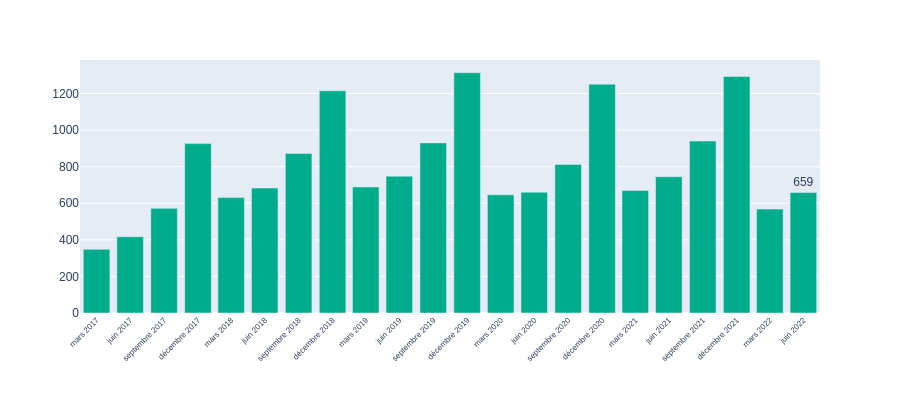 1200
1000
800
600
400
200
0
659
mars 2017
juin 2017
septembre 2017
décembre 2017
mars 2018
juin 2018
septembre 2018
décembre 2018
mars 2019
juin 2019
septembre 2019
décembre 2019
mars 2020
juin 2020
septembre 2020
décembre 2020
mars 2021
juin 2021
septembre 2021
décembre 2021
mars 2022
juin 2022